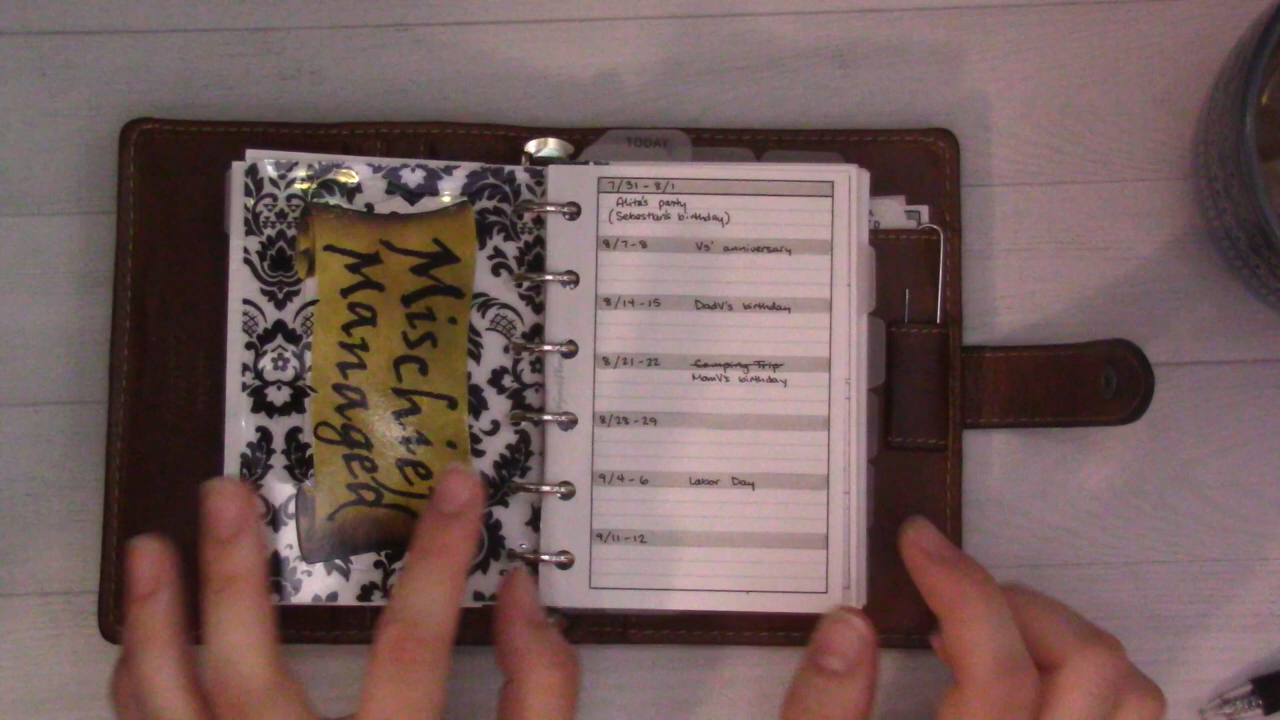 TODAY
Mischief
Managed
7/31 - 8/1
Alita's party
(Sebastian's birthday)
8/7-8 Vs' anniversary
8/14-15 DadV's birthday
8/21-22 Camping Trip
MomV's birthday
8/28-29
9/4-6 Labor Day
9/11-12